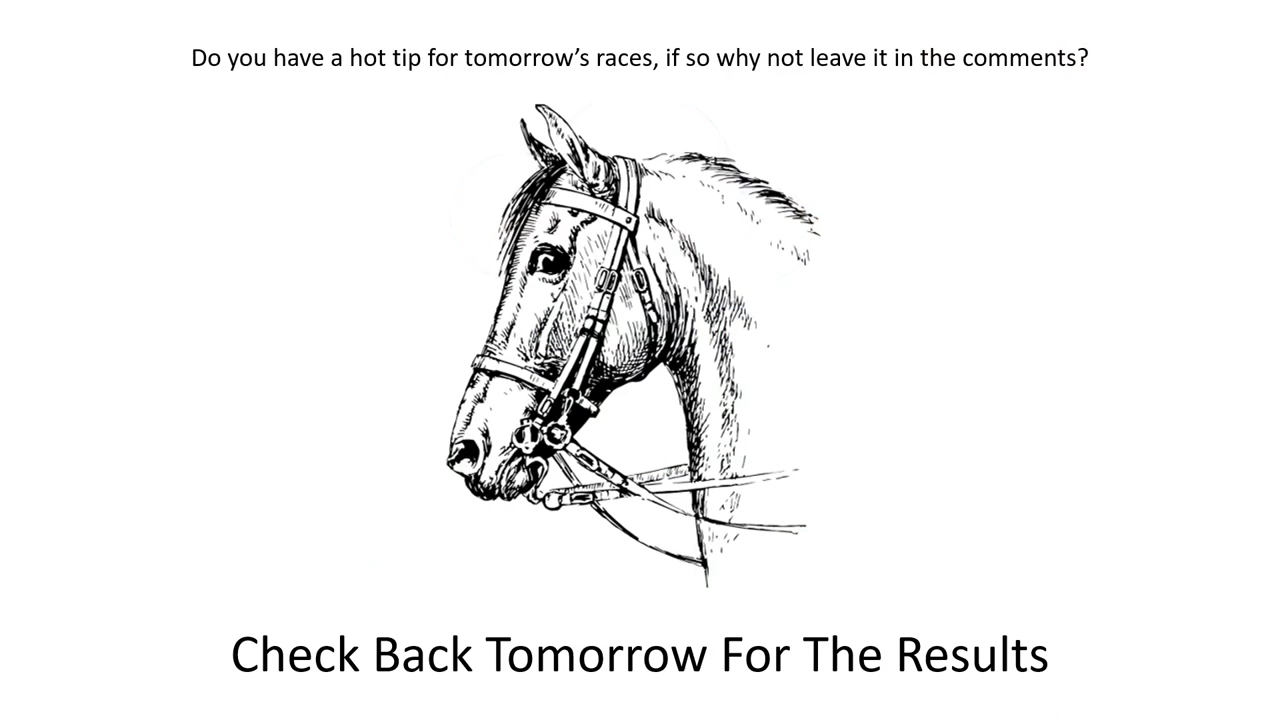 Do you have a hot tip for tomorrow’s races, if so why not leave it in the comments?
Check Back Tomorrow For The Results